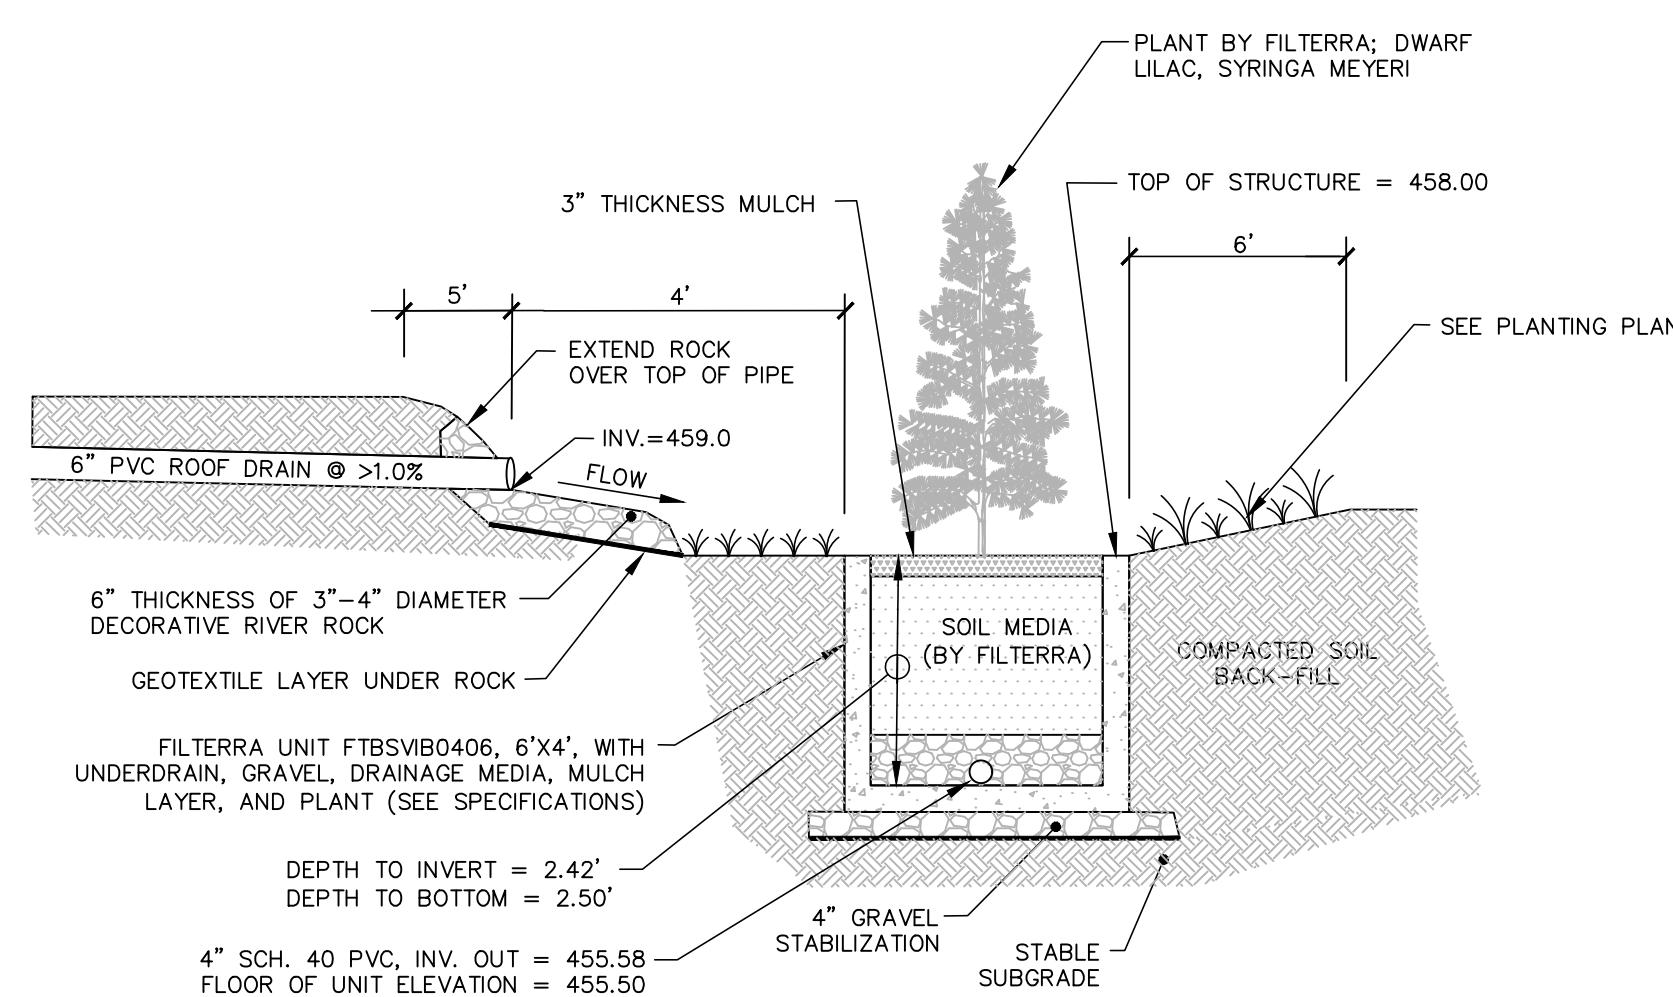 PLANT BY FILTERRA; DWARF
LILAC, SYRINGA MEYERI
3” THICKNESS MULCH
TOP OF STRUCTURE = 458.00
6’
5’
4’
SEE PLANTING PLAN
EXTEND ROCK
OVER TOP OF PIPE
INV.=459.0
6” PVC ROOF DRAIN @ >1.0%
FLOW
6” THICKNESS OF 3”–4” DIAMETER
DECORATIVE RIVER ROCK
SOIL MEDIA
(BY FILTERRA)
COMPACTED SOIL
BACK–FILL
GEOTEXTILE LAYER UNDER ROCK
FILTERRA UNIT FTBSVIB0406, 6’X4’, WITH
UNDERDRAIN, GRAVEL, DRAINAGE MEDIA, MULCH
LAYER, AND PLANT (SEE SPECIFICATIONS)
DEPTH TO INVERT = 2.42’
DEPTH TO BOTTOM = 2.50’
4” GRAVEL
STABILIZATION
STABLE
SUBGRADE
4” SCH. 40 PVC, INV. OUT = 455.58
FLOOR OF UNIT ELEVATION = 455.50